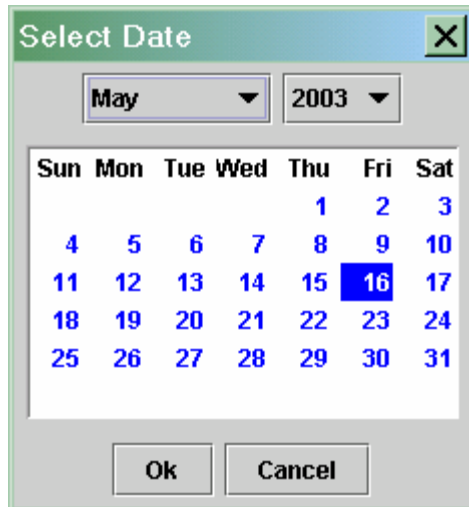 Select Date
May 2003
Sun Mon Tue Wed Thu Fri Sat
1 2 3
4 5 6 7 8 9 10
11 12 13 14 15 16 17
18 19 20 21 22 23 24
25 26 27 28 29 30 31
Ok Cancel